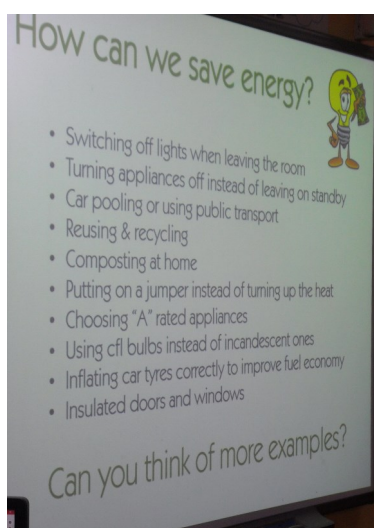 How can we save energy?
• Switching off lights when leaving the room
• Turning appliances off instead of leaving on standby
• Car pooling or using public transport
• Reusing & recycling
• Composting at home
• Putting on a jumper instead of turning up the heat
• Choosing "A" rated appliances
• Using cfl bulbs instead of incandescent ones
• Inflating car tyres correctly to improve fuel economy
• Insulated doors and windows
Can you think of more examples?